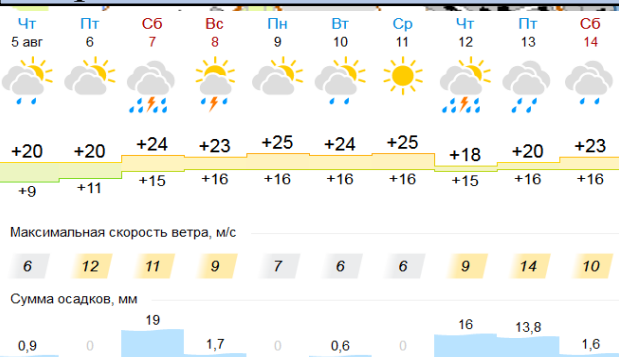 Чт Пт Сб Вс Пн Вт Ср Чт Пт Сб
5 авг 6 7 8 9 10 11 12 13 14
+20 +20 +24 +23 +25 +24 +25 +18 +20 +23
+9 +11 +15 +16 +16 +16 +16 +15 +16 +16
Максимальная скорость ветра, м/с
6 12 11 9 7 6 6 9 14 10
Сумма осадков, мм
0,9 0 19 1,7 0 0,6 0 16 13,8 1,6